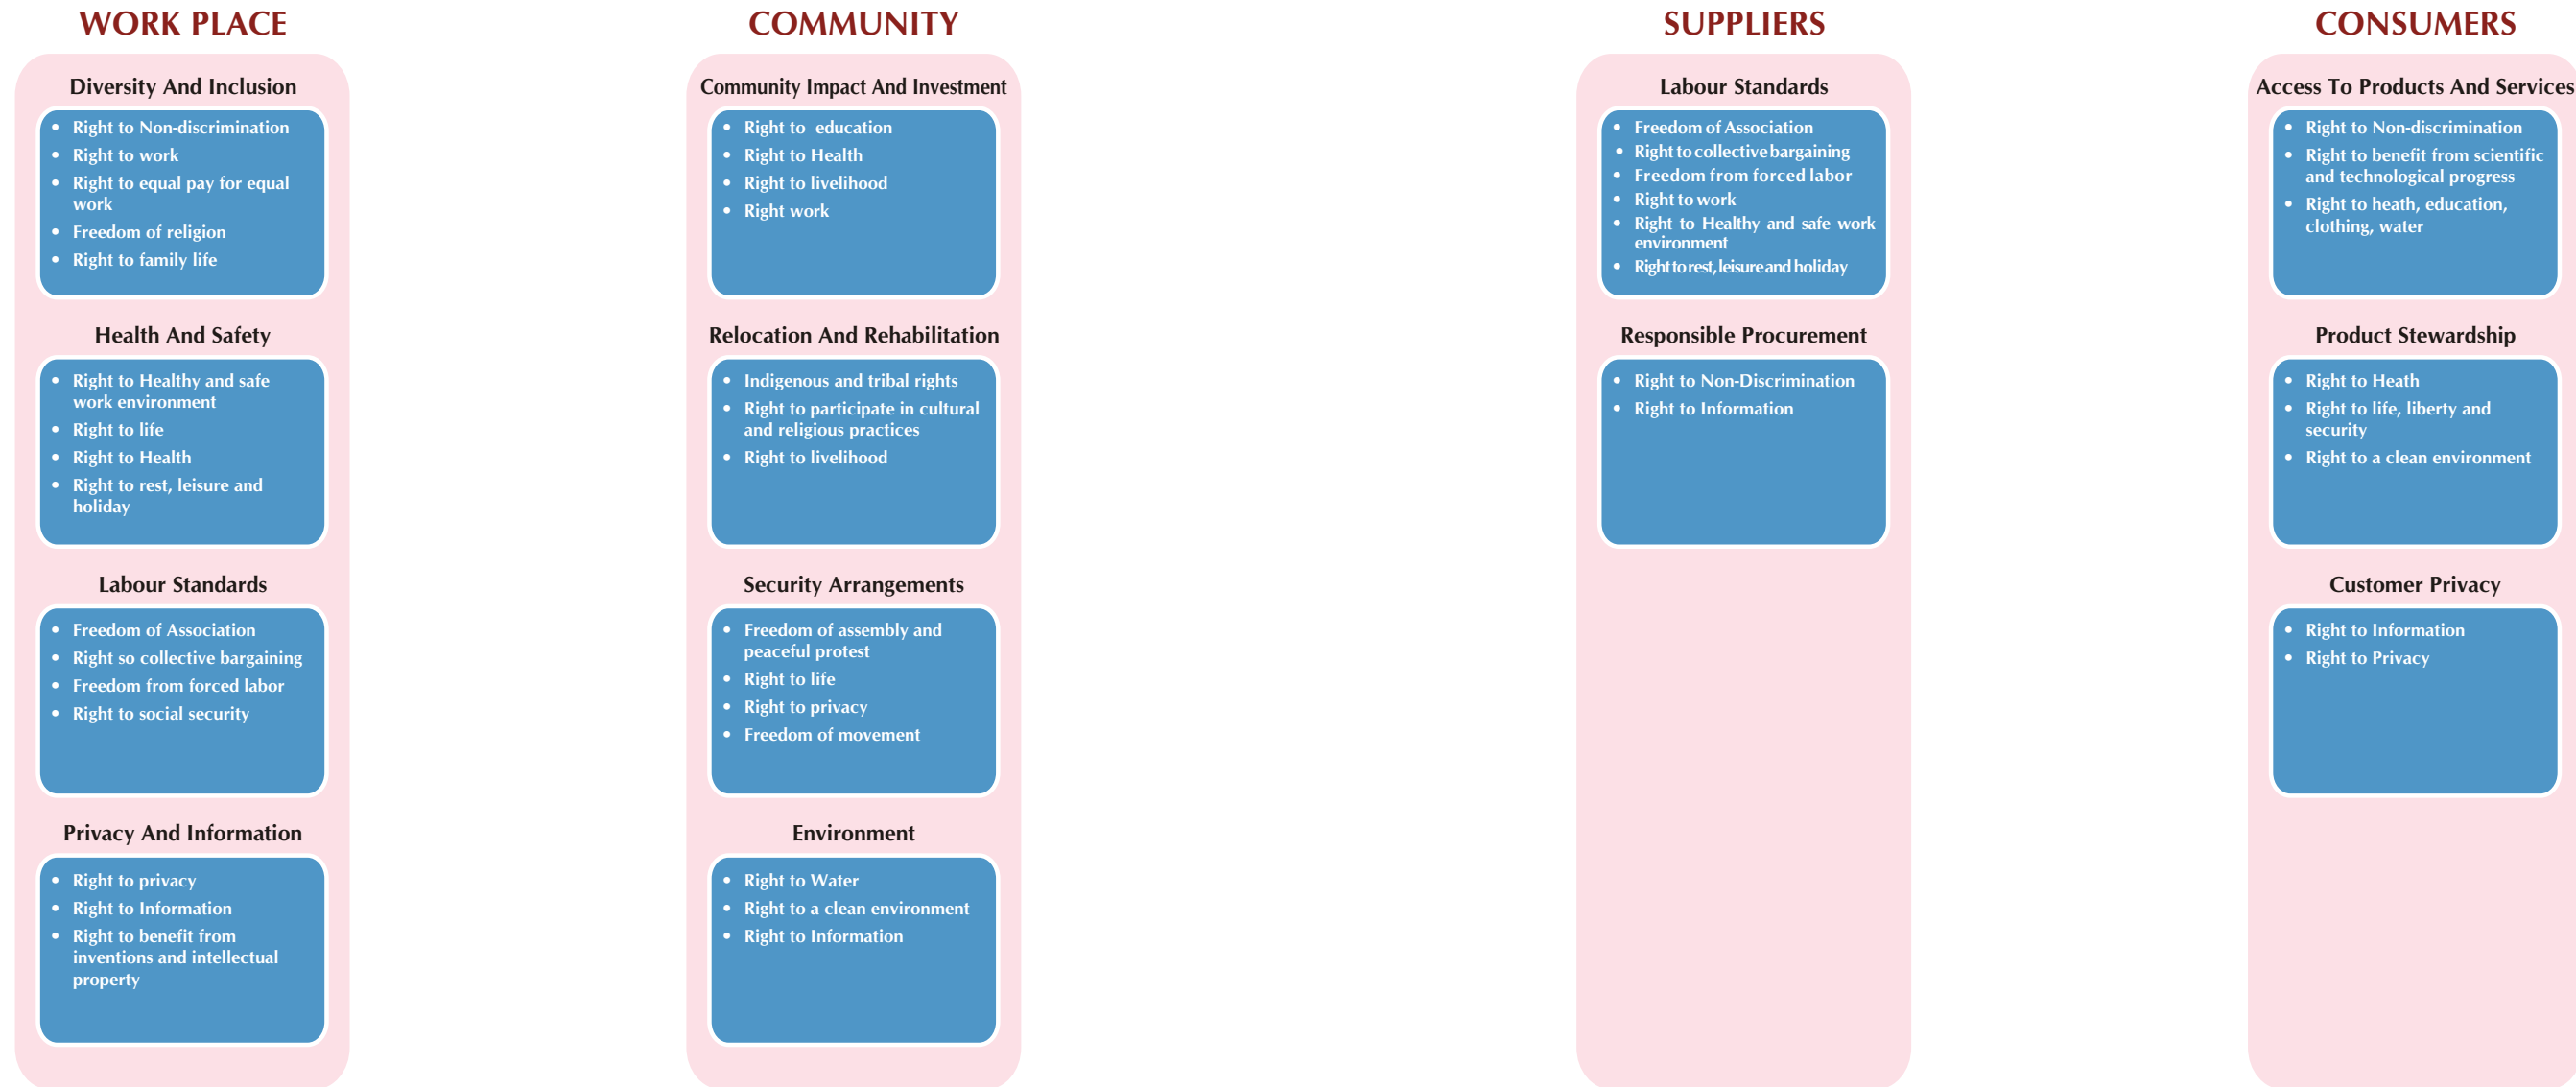 WORK PLACE
Diversity And Inclusion
• Right to Non-discrimination
• Right to work
• Right to equal pay for equal
work
• Freedom of religion
• Right to family life
Health And Safety
• Right to Healthy and safe
work environment
• Right to life
• Right to Health
• Right to rest, leisure and
holiday
Labour Standards
• Freedom of Association
• Right so collective bargaining
• Freedom from forced labor
• Right to social security
Privacy And Information
• Right to privacy
• Right to Information
• Right to benefit from
inventions and intellectual
property
COMMUNITY
Community Impact And Investment
• Right to education
• Right to Health
• Right to livelihood
• Right work
Relocation And Rehabilitation
• Indigenous and tribal rights
• Right to participate in cultural
and religious practices
• Right to livelihood
Security Arrangements
• Freedom of assembly and
peaceful protest
• Right to life
• Right to privacy
• Freedom of movement
Environment
• Right to Water
• Right to a clean environment
• Right to Information
SUPPLIERS
Labour Standards
• Freedom of Association
• Right to collective bargaining
• Freedom from forced labor
• Right to work
• Right to Healthy and safe work
environment
• Right to rest, leisure and holiday
Responsible Procurement
• Right to Non-Discrimination
• Right to Information
CONSUMERS
Access To Products And Services
• Right to Non-discrimination
• Right to benefit from scientific
and technological progress
• Right to heath, education,
clothing, water
Product Stewardship
• Right to Heath
• Right to life, liberty and
security
• Right to a clean environment
Customer Privacy
• Right to Information
• Right to Privacy